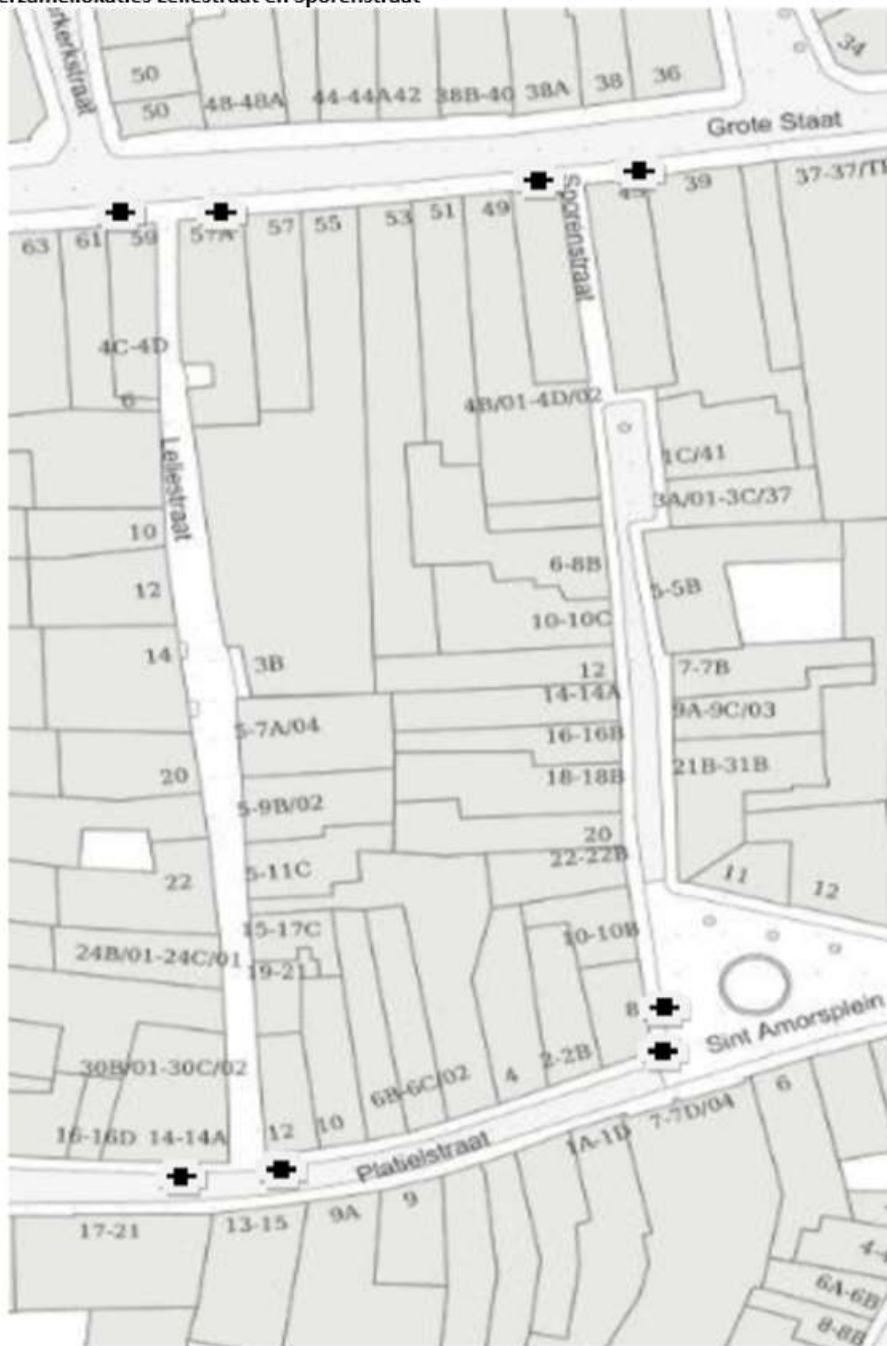 Leliestraat en Sporenstraat
50
50
48-48A
44-44A
42
38B-40
38A
38
36
34
Grote Staat
63
61
59
57A
57
55
53
51
49
Sporenstraat
39
4C-4D
6
4B/01-4D/02
Leliestraat
1C/41
3A/01-3C/37
10
6-8B
5-5B
12
10-10C
14
3B
12
7-7B
14-14A
9A-9C/03
5-7A/04
16-16B
20
18-18B
21B-31B
5-9B/02
20
22-22B
22
5-11C
11
12
15-17C
10-10B
24B/01-24C/01
19-21
8
Sint Amorsplein
30B/01-30C/02
6B-6C/02
4
2-2B
6
16-16D
14-14A
12
10
7-7D/04
1A-1D
Platielstraat
17-21
13-15
9A
9
6A-6B
8-8B